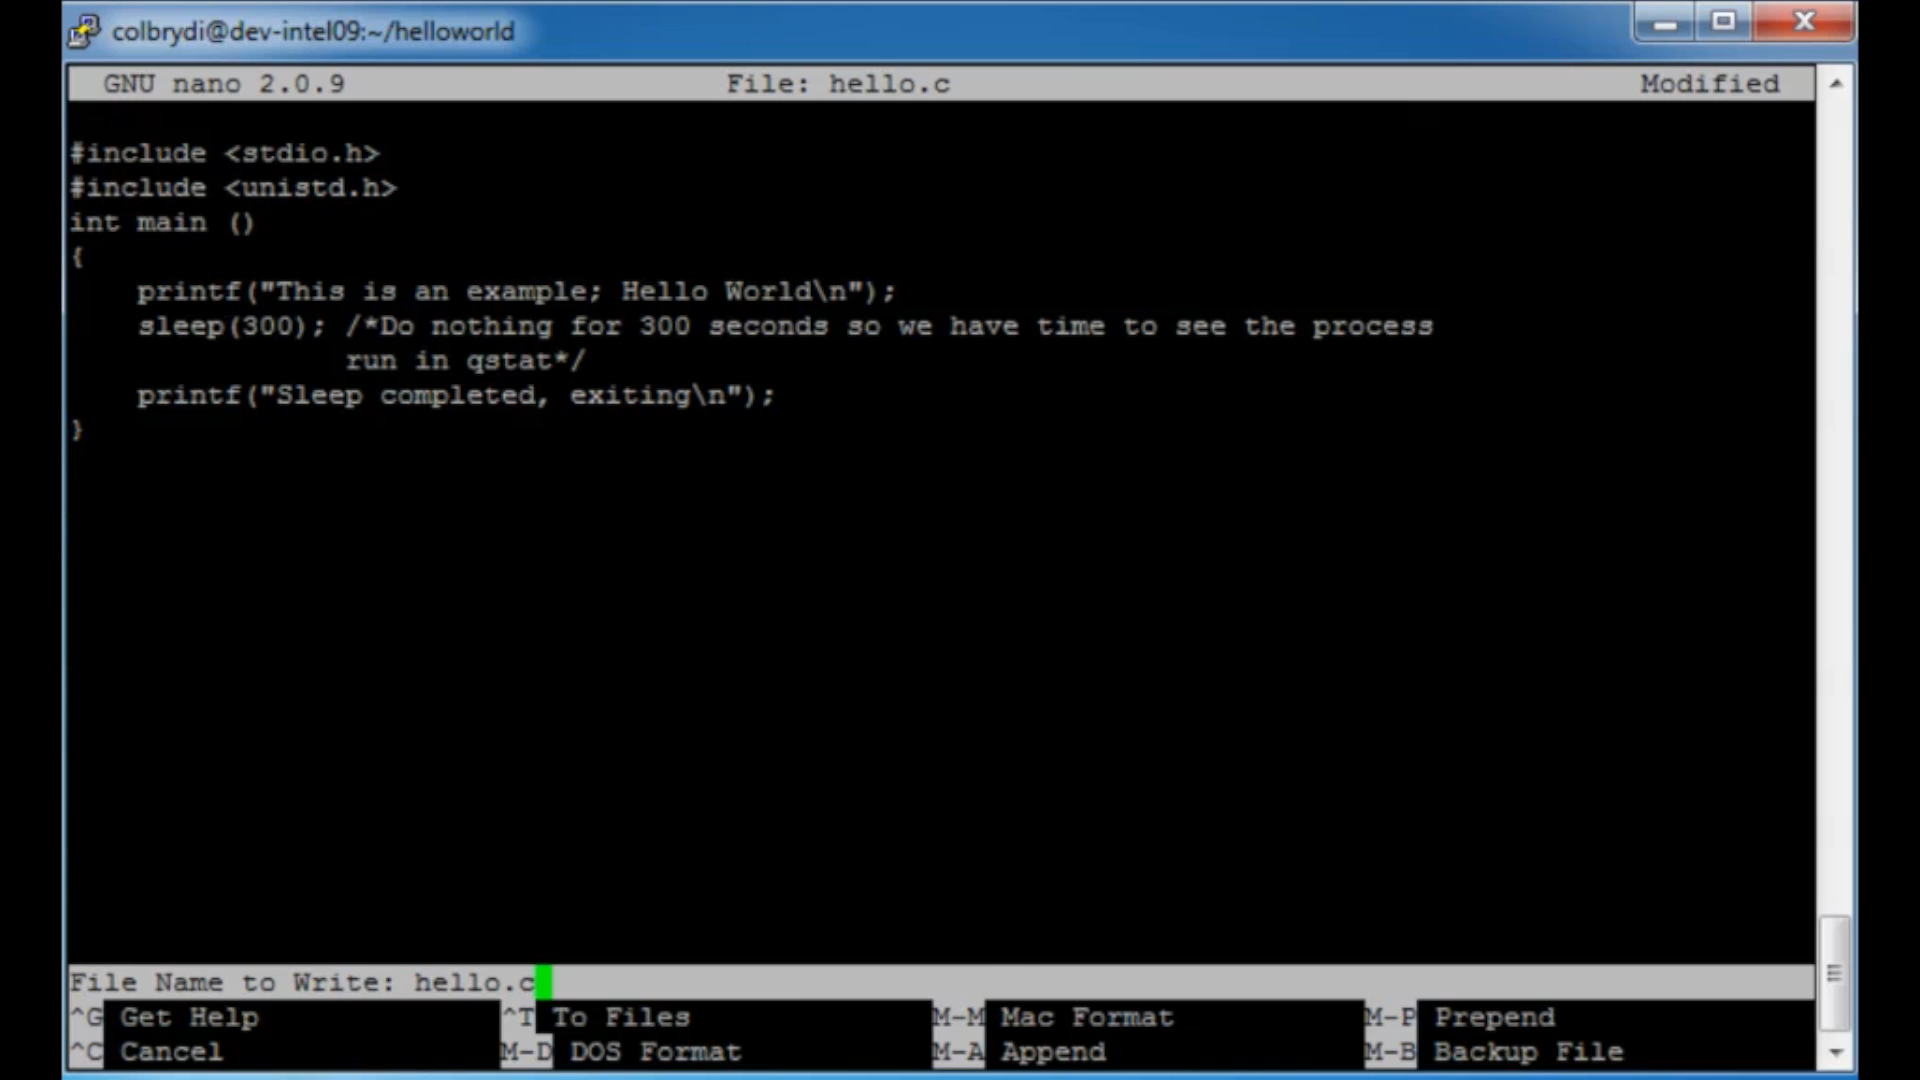 colbrydi@dev-intel09:~/helloworld
GNU nano 2.0.9 File: hello.c Modified
#include <stdio.h>
#include <unistd.h>
int main ()
{
    printf("This is an example; Hello World\n");
    sleep(300); /*Do nothing for 300 seconds so we have time to see the process
                run in qstat*/
    printf("Sleep completed, exiting\n");
}
File Name to Write: hello.c
^G Get Help ^T To Files M-M Mac Format M-P Prepend
^C Cancel M-D DOS Format M-A Append M-B Backup File